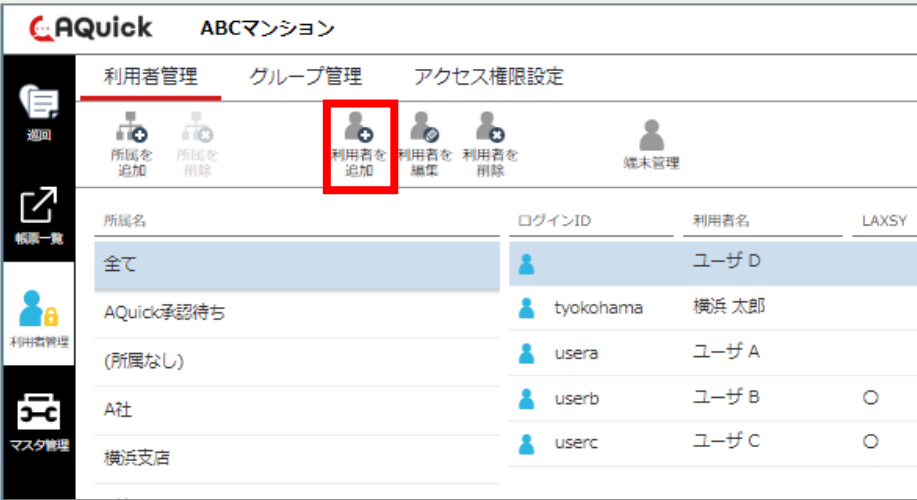 AQuick ABCマンション
利用者管理 グループ管理 アクセス権限設定
巡回
所属を追加
所属を削除
利用者を追加
利用者を編集
利用者を削除
端末管理
帳票一覧
利用者管理
マスタ管理
所属名 ログインID 利用者名 LAXSY
全て ユーザ D
AQuick承認待ち tyokohama 横浜 太郎
(所属なし) usera ユーザ A
A社 userb ユーザ B ○
横浜支店 userc ユーザ C ○